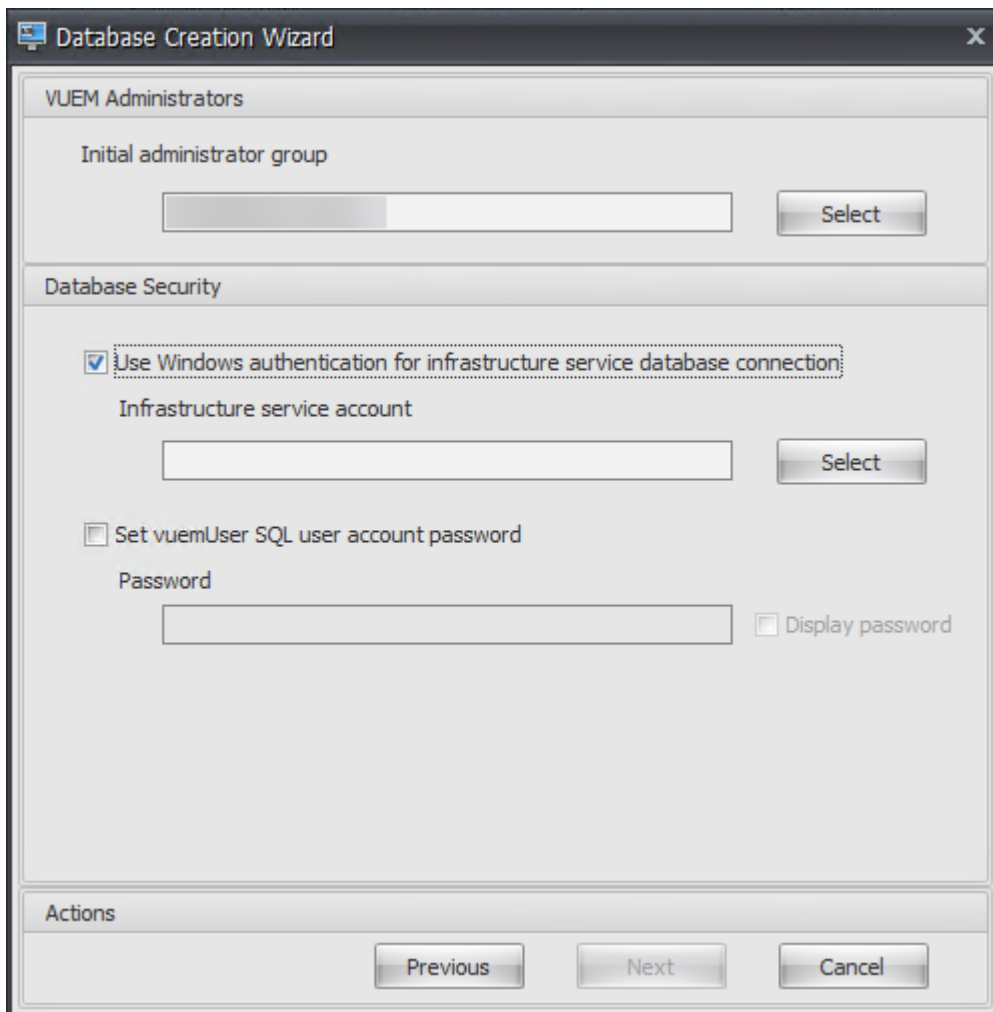 Database Creation Wizard
VUEM Administrators
Initial administrator group
Select
Database Security
Use Windows authentication for infrastructure service database connection
Infrastructure service account
Select
Set vuemUser SQL user account password
Password
Display password
Actions
Previous Next Cancel